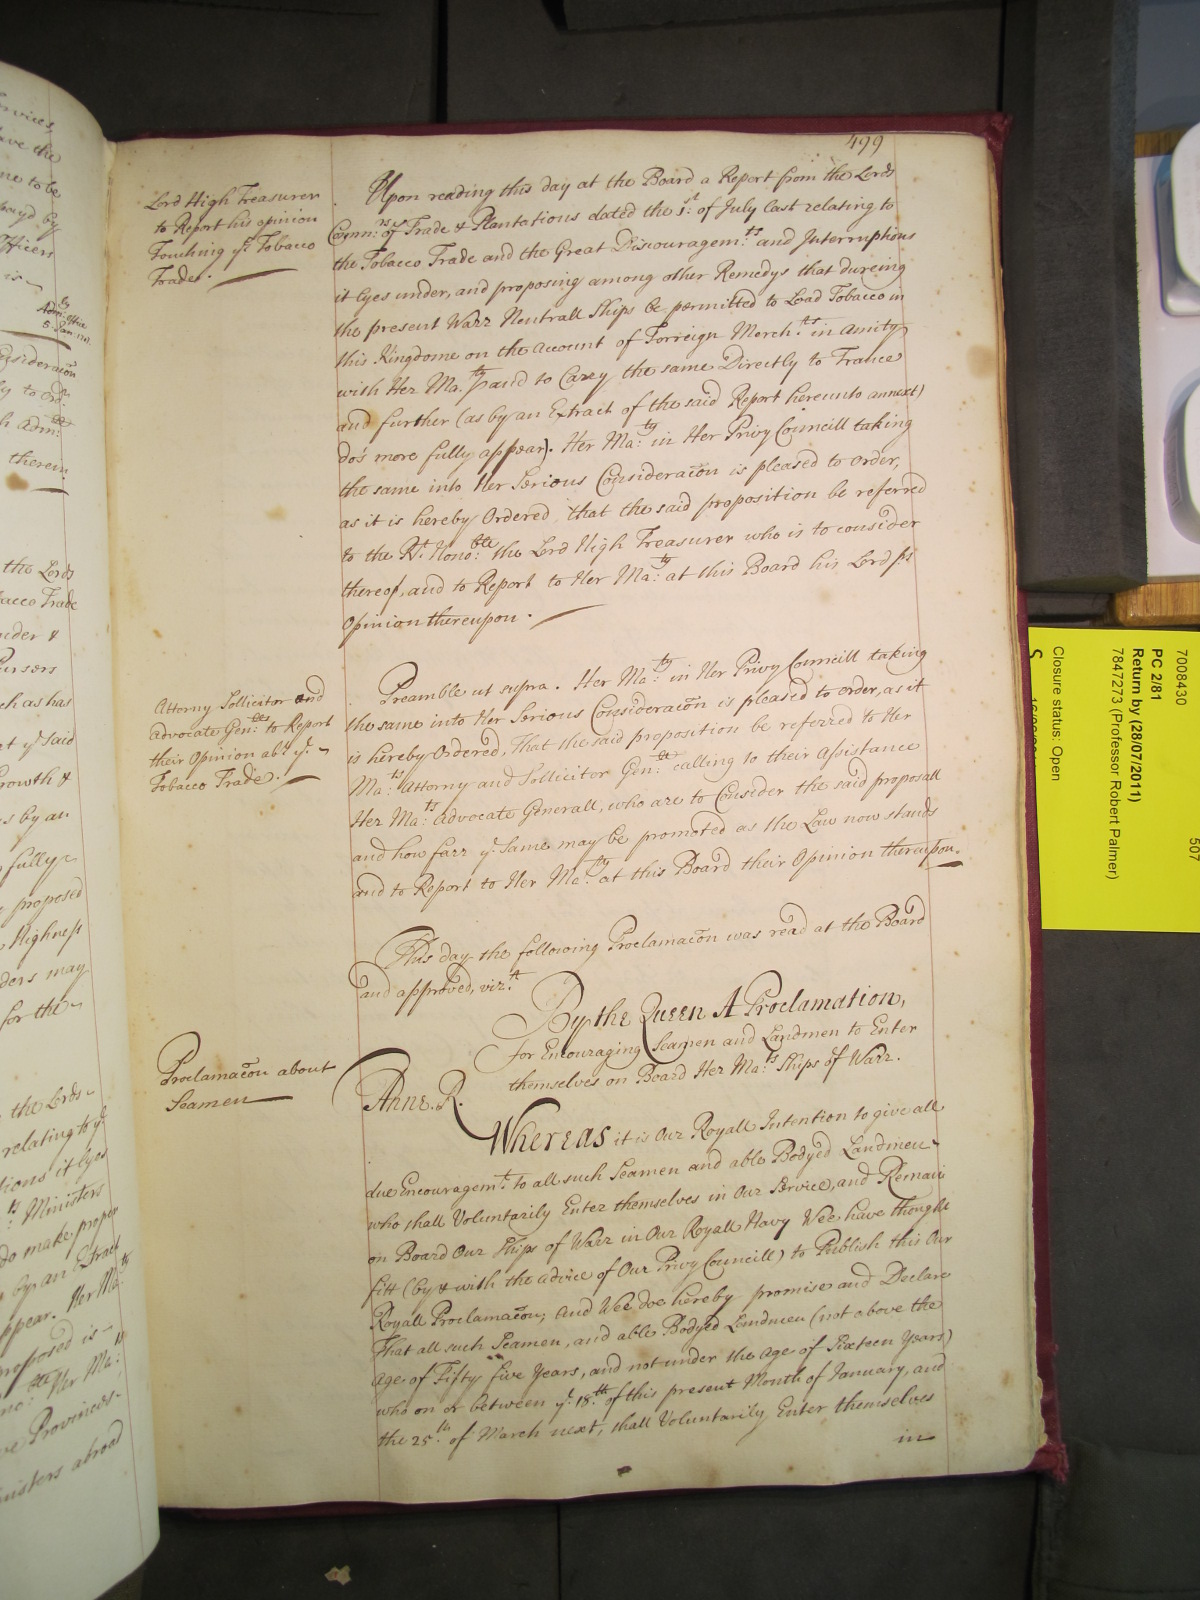 499
Lord High Treasurer
to Report his opinion
Touching yͤ Tobacco
Trade.
Upon reading this day at the Board a Report from the Lords
Comm:rs of Trade & Plantations dated the 1st of July last relating to
the Tobacco Trade and the Great Discouragem:ts and Interruptions
it lyes under, and proposing among other Remedys that dureing
the present Warr Neutrall Ships be permitted to Load Tobacco in
this Kingdome on the Account of Forreign Merch:ts in Amity
with Her Ma:ty and to Carry the same Directly to France
and further (as by an Extract of the said Report hereunto annext)
do's more fully appear). Her Ma:ty in Her Privy Councill taking
the same into Her Serious Consideracōn is pleased to Order,
as it is hereby Ordered that the said proposition be referred
to the Rt. Hono:ble the Lord High Treasurer who is to consider
thereof, and to Report to Her Ma:ty at this Board his Lordsps
Opinion thereupon.
Attorny Sollicitor and
Advocate Gen:ll to Report
their Opinion abt. yͤ
Tobacco Trade.
Preamble ut supra. Her Ma:ty in Her Privy Councill taking
the same into Her Serious Consideracōn is pleased to order, as it
is hereby Ordered, That the said proposition be referred to Her
Ma:ts Attorny and Sollicitor Gen:ll calling to their Assistance
Her Ma:ts Advocate Generall, who are to Consider the said proposall
and how farr yͤ same may be promoted as the Law now stands
and to Report to Her Ma:ty at this Board their Opinion thereupon.
This day the following Proclamacōn was read at the Board
and approved, viz.t
By the Queen A Proclamation,
for Encouraging Seamen and Landmen to Enter
themselves on Board Her Ma:ts Ships of Warr.
Proclamacōn about
Seamen
Anne. R.
Whereas it is Our Royall Intention to give all
due Encouragem:t to all such Seamen and able Bodyed Landmen
who shall Voluntarily Enter themselves in Our Service, and Remain
on Board Our Ships of Warr in Our Royall Navy Wee have thought
fitt (by & with the advice of Our Privy Councill) to Publish this Our
Royall Proclamacōn; And Wee doe hereby promise and Declare
That all such Seamen, and able Bodyed Landmen (not above the
Age of Fifty five Years, and not under the Age of Sixteen Years)
who on or between yͤ 18:th of this present Month of January, and
the 25:th of March next, shall Voluntarily Enter themselves
in
7008430
507
PC 2/81
Return by (28/07/2011)
7847273 (Professor Robert Palmer)
Closure status: Open